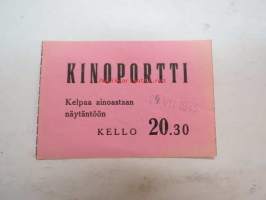 KINOPORTTI
Kelpaa ainoastaan
näytäntöön
KELLO 20.30